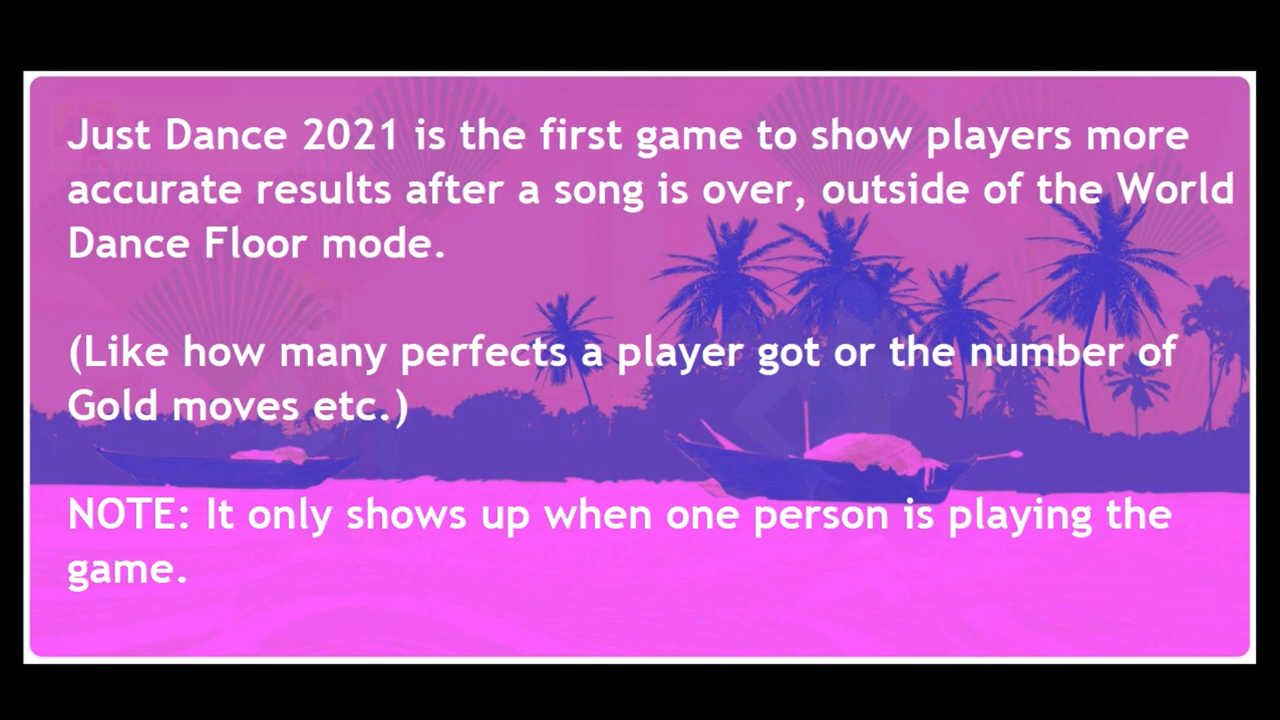 Just Dance 2021 is the first game to show players more
accurate results after a song is over, outside of the World
Dance Floor mode.
(Like how many perfects a player got or the number of
Gold moves etc.)
NOTE: It only shows up when one person is playing the
game.